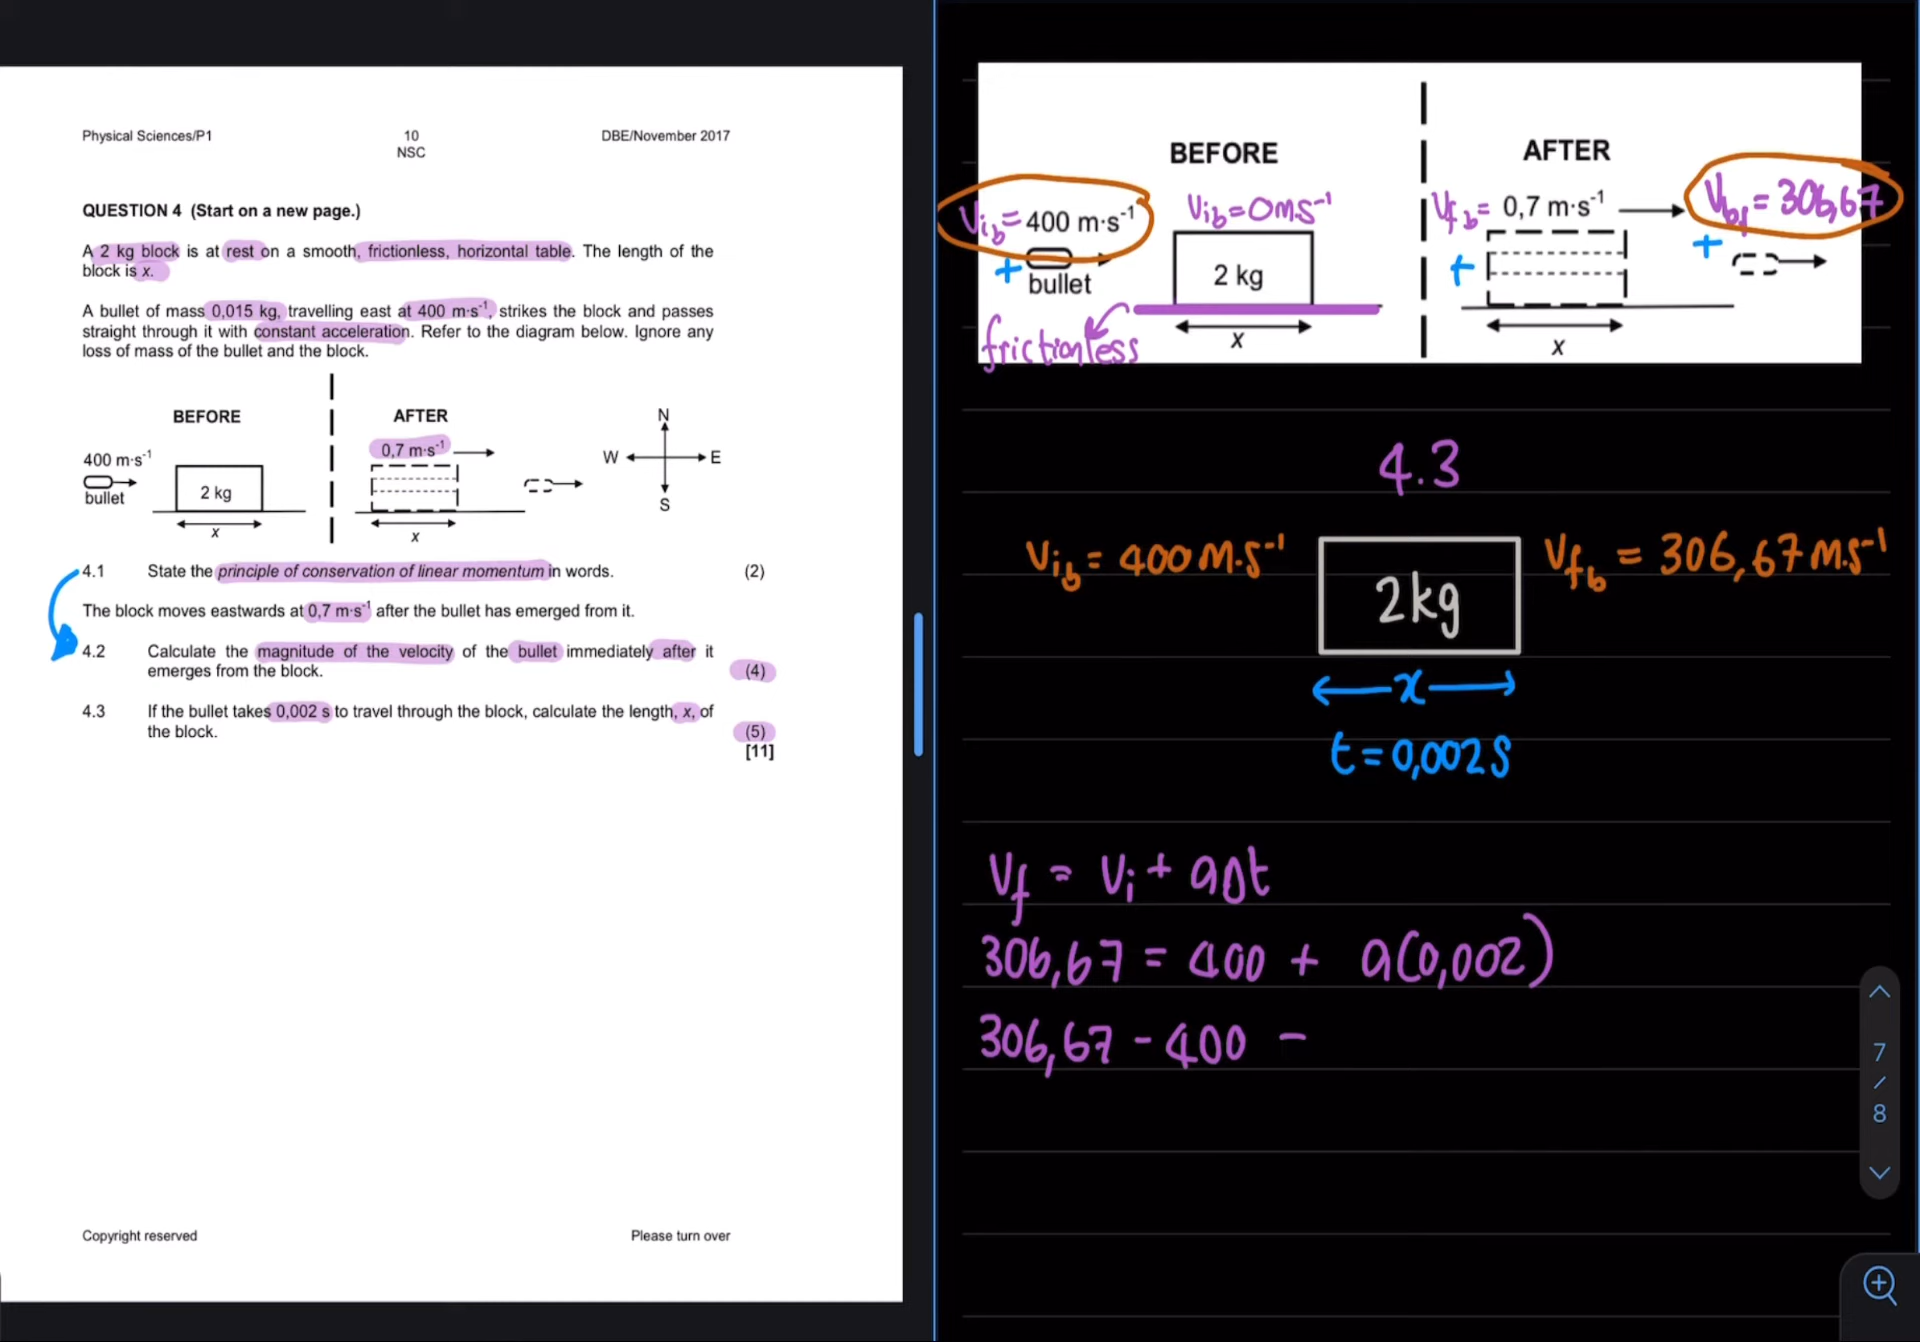 Physical Sciences/P1 10 DBE/November 2017
NSC
QUESTION 4 (Start on a new page.)
A 2 kg block is at rest on a smooth, frictionless, horizontal table. The length of the
block is x.
A bullet of mass 0,015 kg, travelling east at 400 m·s⁻¹, strikes the block and passes
straight through it with constant acceleration. Refer to the diagram below. Ignore any
loss of mass of the bullet and the block.
BEFORE AFTER N
400 m·s⁻¹ 0,7 m·s⁻¹ W E
bullet 2 kg S
x x
4.1 State the principle of conservation of linear momentum in words. (2)
The block moves eastwards at 0,7 m·s⁻¹ after the bullet has emerged from it.
4.2 Calculate the magnitude of the velocity of the bullet immediately after it
emerges from the block. (4)
4.3 If the bullet takes 0,002 s to travel through the block, calculate the length, x, of
the block. (5)
[11]
Copyright reserved Please turn over
BEFORE AFTER
Vib = 400 m·s⁻¹ Vib = 0 m.s⁻¹ Vfb = 0,7 m·s⁻¹ Vbf = 306,67
+ bullet 2 kg + +
frictionless x x
4.3
Vib = 400 m.s⁻¹ 2kg Vfb = 306,67 m.s⁻¹
x
t = 0,002 s
Vf = Vi + aΔt
306,67 = 400 + a(0,002)
306,67 - 400 -
7
/
8